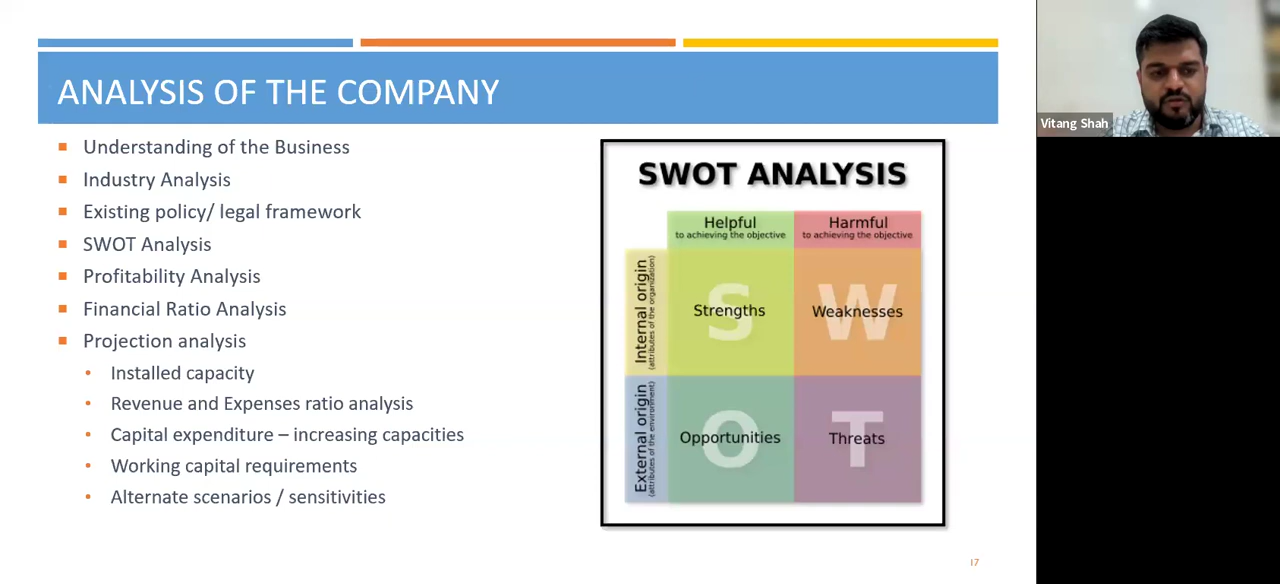 ANALYSIS OF THE COMPANY
Understanding of the Business
Industry Analysis
Existing policy/ legal framework
SWOT Analysis
Profitability Analysis
Financial Ratio Analysis
Projection analysis
Installed capacity
Revenue and Expenses ratio analysis
Capital expenditure – increasing capacities
Working capital requirements
Alternate scenarios / sensitivities
SWOT ANALYSIS
Helpful
to achieving the objective
Harmful
to achieving the objective
Internal origin
(attributes of the organization)
S
Strengths
W
Weaknesses
External origin
(attributes of the environment)
O
Opportunities
T
Threats
17
Vitang Shah